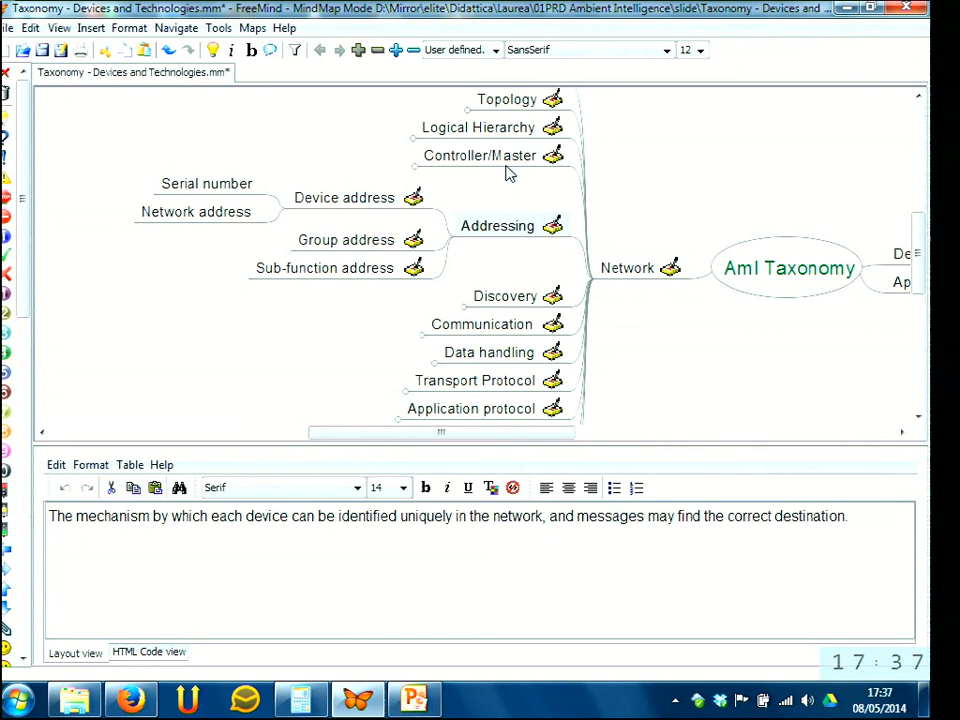 Taxonomy - Devices and Technologies.mm* - FreeMind - MindMap Mode D:\Mirror\elite\Didattica\Laurea\01PRD Ambient Intelligence\slide\Taxonomy - Devices and Technologies.mm* - ...
ile Edit View Insert Format Navigate Tools Maps Help
i b User defined. SansSerif 12
Taxonomy - Devices and Technologies.mm*
Topology
Logical Hierarchy
Controller/Master
Serial number
Device address
Network address
Addressing
Group address
Sub-function address
Network
AmI Taxonomy
De
Ap
Discovery
Communication
Data handling
Transport Protocol
Application protocol
Edit Format Table Help
Serif 14 b i U T
The mechanism by which each device can be identified uniquely in the network, and messages may find the correct destination.
Layout view HTML Code view
17:37
17:37
08/05/2014